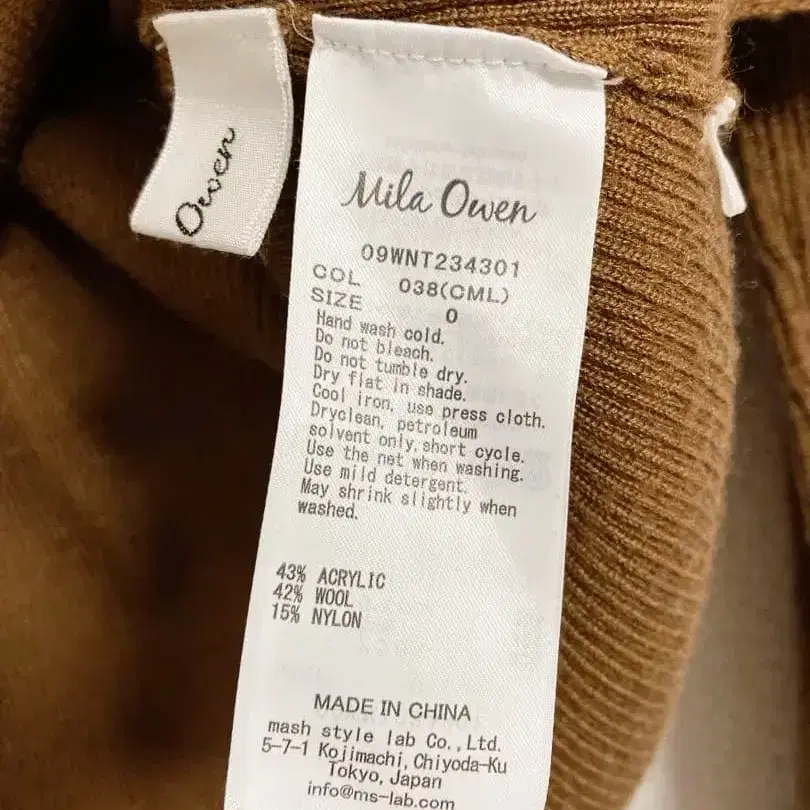 Owen
Mila Owen
09WNT234301
COL 038(CML)
SIZE 0
Hand wash cold.
Do not bleach.
Do not tumble dry.
Dry flat in shade.
Cool iron, use press cloth.
Dryclean, petroleum
solvent only, short cycle.
Use the net when washing.
Use mild detergent.
May shrink slightly when
washed.
43% ACRYLIC
42% WOOL
15% NYLON
MADE IN CHINA
mash style lab Co.,Ltd.
5-7-1 Kojimachi,Chiyoda-Ku
Tokyo, Japan
info@ms-lab.com